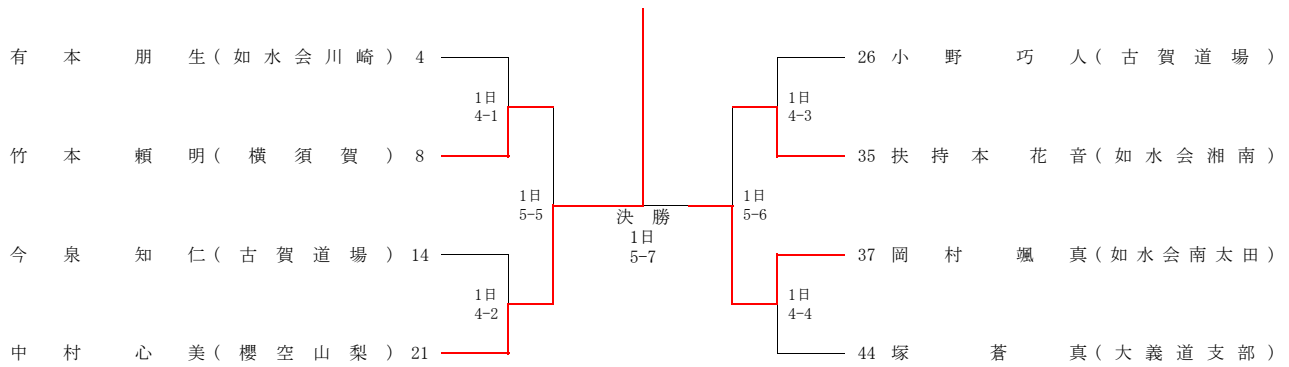 有本朋生(如水会川崎) 4
26 小野巧人(古賀道場)
1日
4-1
1日
4-3
竹本頼明(横須賀) 8
35 扶持本花音(如水会湘南)
1日
5-5
決勝
1日
5-7
1日
5-6
今泉知仁(古賀道場) 14
37 岡村颯真(如水会南太田)
1日
4-2
1日
4-4
中村心美(櫻空山梨) 21
44 塚蒼真(大義道支部)